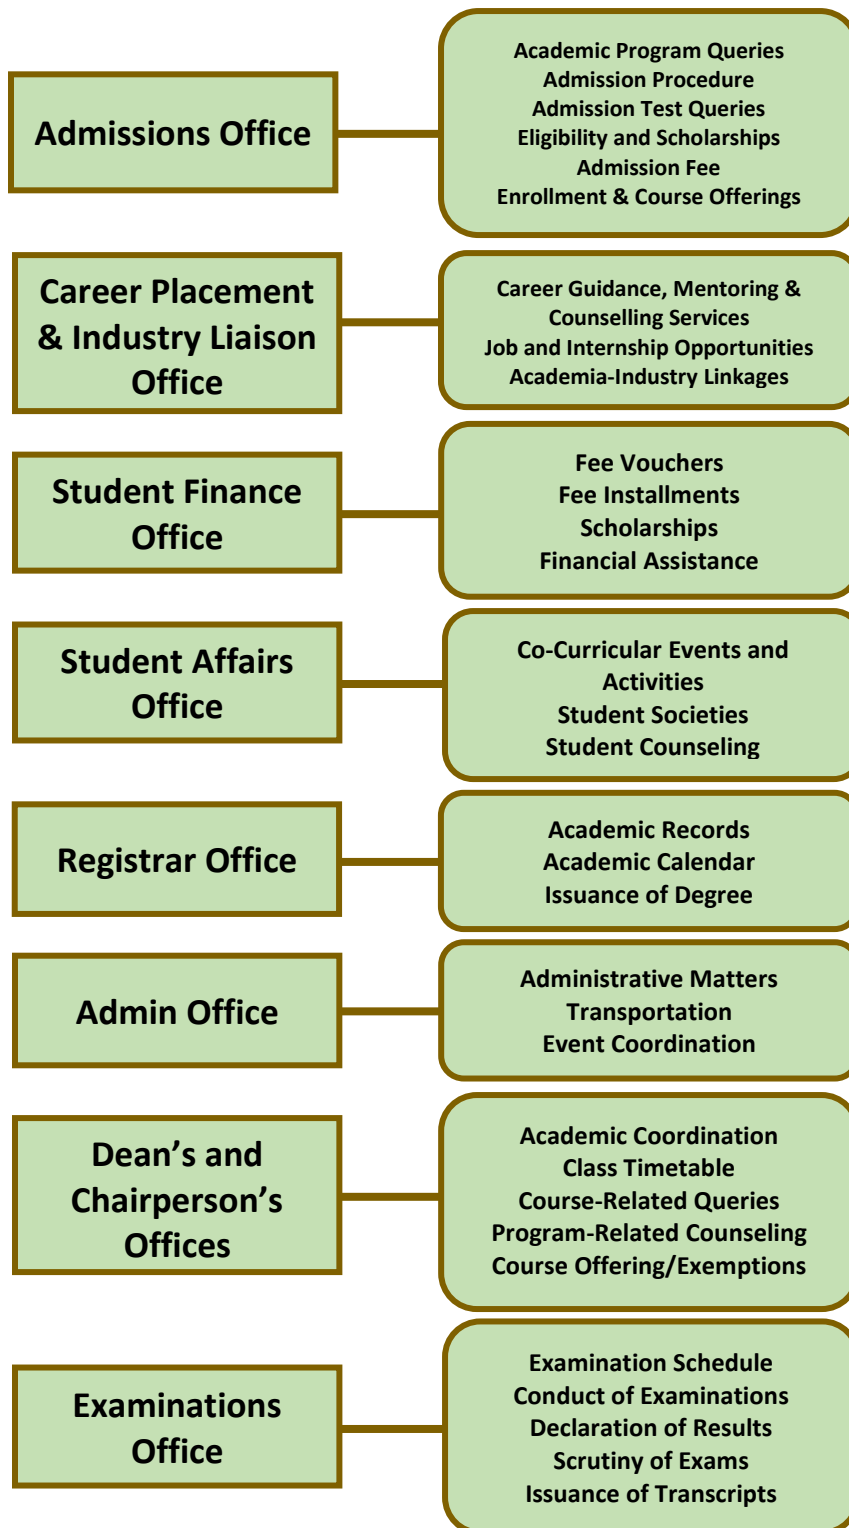 Admissions Office
Academic Program Queries
Admission Procedure
Admission Test Queries
Eligibility and Scholarships
Admission Fee
Enrollment & Course Offerings
Career Placement
& Industry Liaison
Office
Career Guidance, Mentoring &
Counselling Services
Job and Internship Opportunities
Academia-Industry Linkages
Student Finance
Office
Fee Vouchers
Fee Installments
Scholarships
Financial Assistance
Student Affairs
Office
Co-Curricular Events and
Activities
Student Societies
Student Counseling
Registrar Office
Academic Records
Academic Calendar
Issuance of Degree
Admin Office
Administrative Matters
Transportation
Event Coordination
Dean’s and
Chairperson’s
Offices
Academic Coordination
Class Timetable
Course-Related Queries
Program-Related Counseling
Course Offering/Exemptions
Examinations
Office
Examination Schedule
Conduct of Examinations
Declaration of Results
Scrutiny of Exams
Issuance of Transcripts